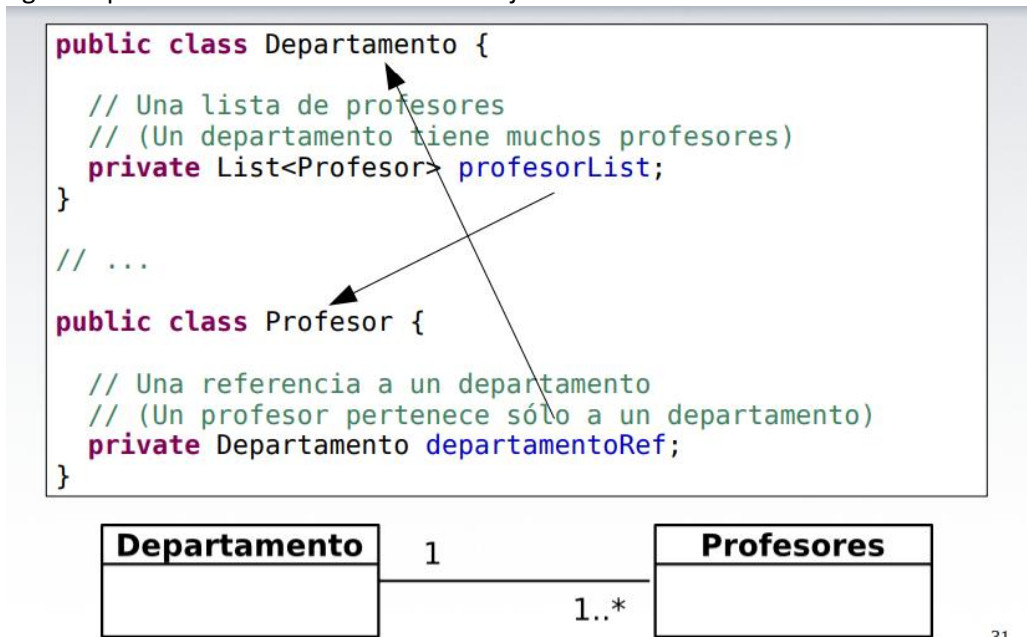 public class Departamento {
// Una lista de profesores
// (Un departamento tiene muchos profesores)
private List<Profesor> profesorList;
}
// ...
public class Profesor {
// Una referencia a un departamento
// (Un profesor pertenece sólo a un departamento)
private Departamento departamentoRef;
}
Departamento 1 Profesores
1..*